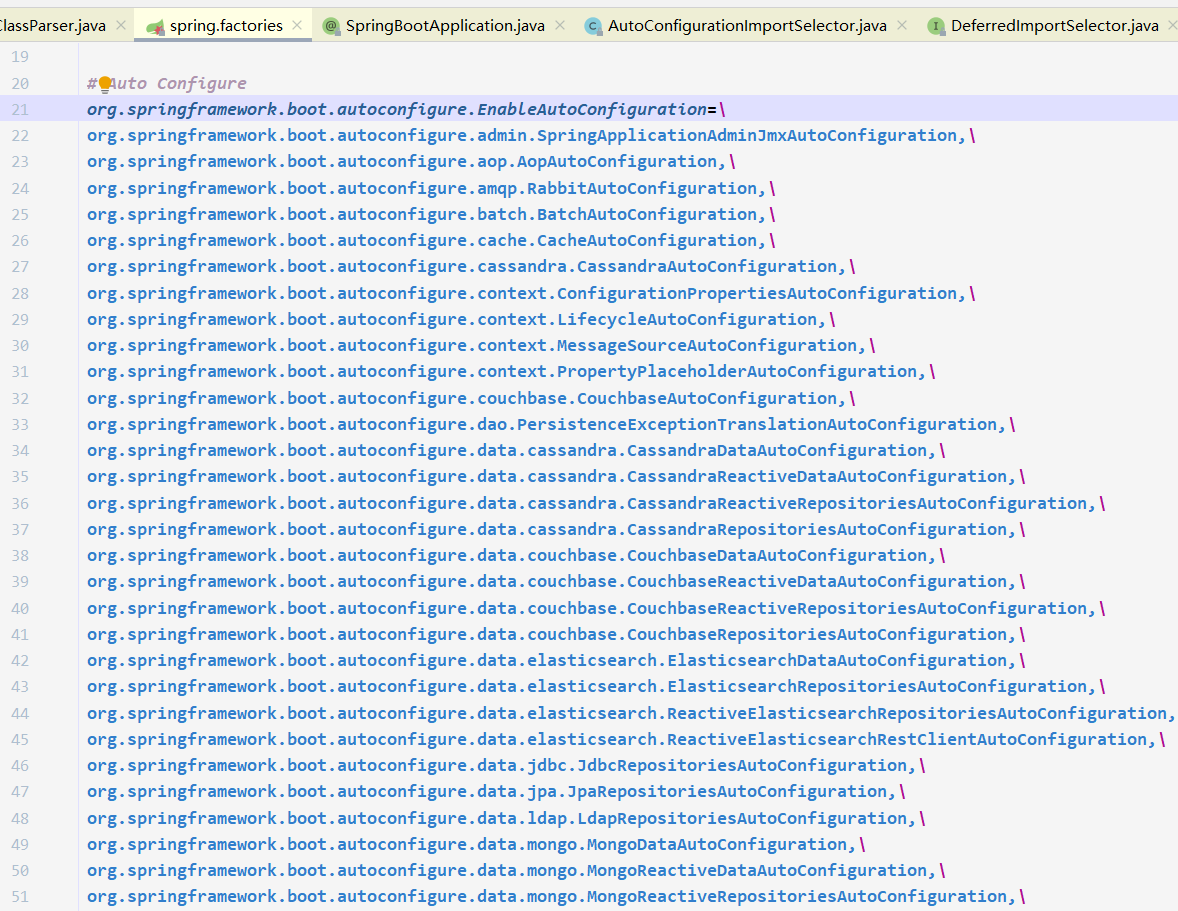 ClassParser.java spring.factories SpringBootApplication.java AutoConfigurationImportSelector.java DeferredImportSelector.java
19
20 # Auto Configure
21 org.springframework.boot.autoconfigure.EnableAutoConfiguration=\
22 org.springframework.boot.autoconfigure.admin.SpringApplicationAdminJmxAutoConfiguration,\
23 org.springframework.boot.autoconfigure.aop.AopAutoConfiguration,\
24 org.springframework.boot.autoconfigure.amqp.RabbitAutoConfiguration,\
25 org.springframework.boot.autoconfigure.batch.BatchAutoConfiguration,\
26 org.springframework.boot.autoconfigure.cache.CacheAutoConfiguration,\
27 org.springframework.boot.autoconfigure.cassandra.CassandraAutoConfiguration,\
28 org.springframework.boot.autoconfigure.context.ConfigurationPropertiesAutoConfiguration,\
29 org.springframework.boot.autoconfigure.context.LifecycleAutoConfiguration,\
30 org.springframework.boot.autoconfigure.context.MessageSourceAutoConfiguration,\
31 org.springframework.boot.autoconfigure.context.PropertyPlaceholderAutoConfiguration,\
32 org.springframework.boot.autoconfigure.couchbase.CouchbaseAutoConfiguration,\
33 org.springframework.boot.autoconfigure.dao.PersistenceExceptionTranslationAutoConfiguration,\
34 org.springframework.boot.autoconfigure.data.cassandra.CassandraDataAutoConfiguration,\
35 org.springframework.boot.autoconfigure.data.cassandra.CassandraReactiveDataAutoConfiguration,\
36 org.springframework.boot.autoconfigure.data.cassandra.CassandraReactiveRepositoriesAutoConfiguration,\
37 org.springframework.boot.autoconfigure.data.cassandra.CassandraRepositoriesAutoConfiguration,\
38 org.springframework.boot.autoconfigure.data.couchbase.CouchbaseDataAutoConfiguration,\
39 org.springframework.boot.autoconfigure.data.couchbase.CouchbaseReactiveDataAutoConfiguration,\
40 org.springframework.boot.autoconfigure.data.couchbase.CouchbaseReactiveRepositoriesAutoConfiguration,\
41 org.springframework.boot.autoconfigure.data.couchbase.CouchbaseRepositoriesAutoConfiguration,\
42 org.springframework.boot.autoconfigure.data.elasticsearch.ElasticsearchDataAutoConfiguration,\
43 org.springframework.boot.autoconfigure.data.elasticsearch.ElasticsearchRepositoriesAutoConfiguration,\
44 org.springframework.boot.autoconfigure.data.elasticsearch.ReactiveElasticsearchRepositoriesAutoConfiguration,
45 org.springframework.boot.autoconfigure.data.elasticsearch.ReactiveElasticsearchRestClientAutoConfiguration,\
46 org.springframework.boot.autoconfigure.data.jdbc.JdbcRepositoriesAutoConfiguration,\
47 org.springframework.boot.autoconfigure.data.jpa.JpaRepositoriesAutoConfiguration,\
48 org.springframework.boot.autoconfigure.data.ldap.LdapRepositoriesAutoConfiguration,\
49 org.springframework.boot.autoconfigure.data.mongo.MongoDataAutoConfiguration,\
50 org.springframework.boot.autoconfigure.data.mongo.MongoReactiveDataAutoConfiguration,\
51 org.springframework.boot.autoconfigure.data.mongo.MongoReactiveRepositoriesAutoConfiguration,\